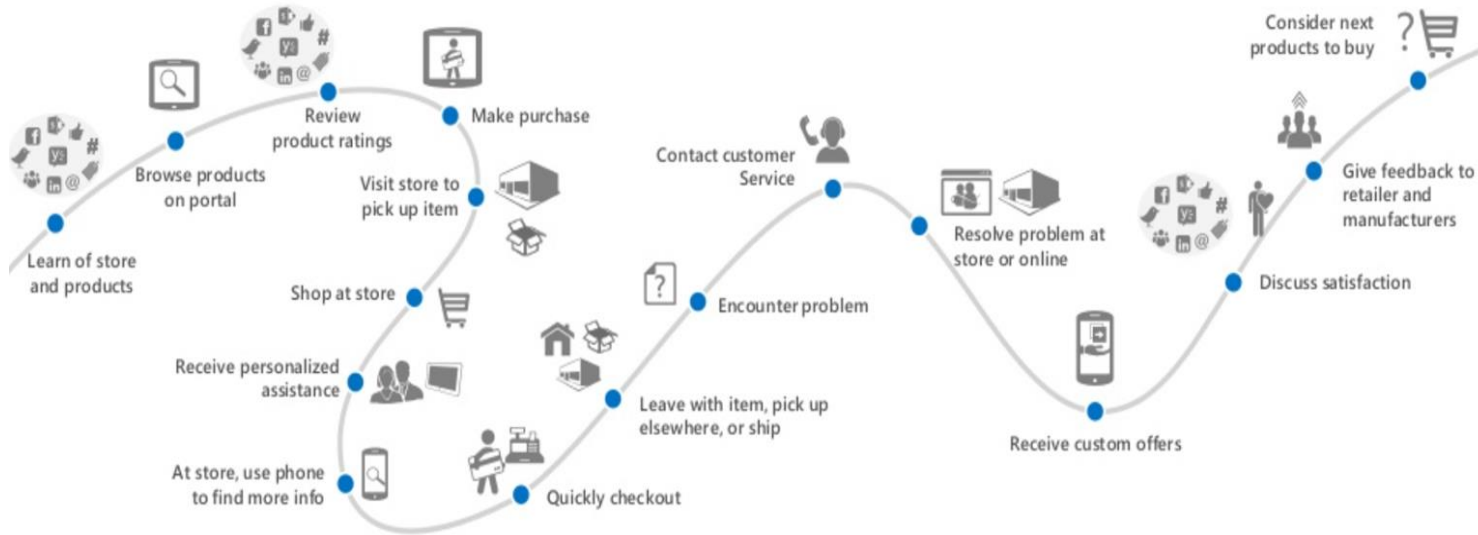 Learn of store
and products
Browse products
on portal
Review
product ratings
Make purchase
Visit store to
pick up item
Shop at store
Receive personalized
assistance
At store, use phone
to find more info
Quickly checkout
Leave with item, pick up
elsewhere, or ship
Encounter problem
Contact customer
Service
Resolve problem at
store or online
Receive custom offers
Discuss satisfaction
Give feedback to
retailer and
manufacturers
Consider next
products to buy